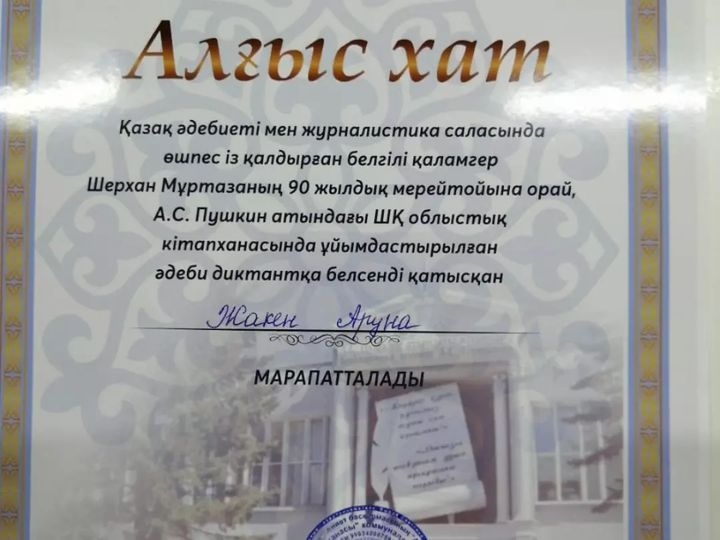 Алғыс хат
Қазақ әдебиеті мен журналистика саласында
өшпес із қалдырған белгілі қаламгер
Шерхан Мұртазаның 90 жылдық мерейтойына орай,
А.С. Пушкин атындағы ШҚ облыстық
кітапханасында ұйымдастырылған
әдеби диктантқа белсенді қатысқан
Жакен Аруна
МАРАПАТТАЛАДЫ